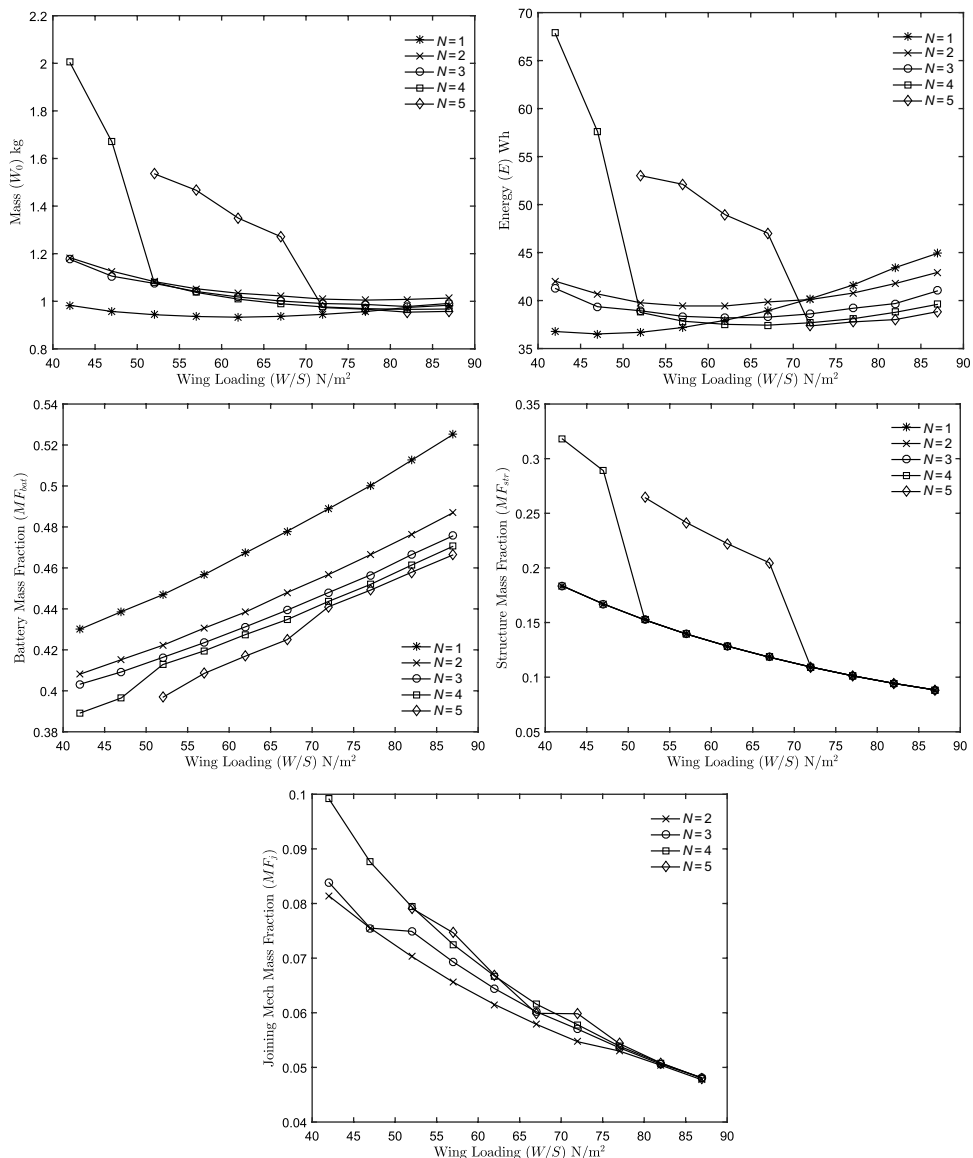 2.2
2
1.8
1.6
1.4
1.2
1
0.8
Mass (W₀) kg
40 45 50 55 60 65 70 75 80 85 90
Wing Loading (W/S) N/m²
N= 1
N= 2
N= 3
N= 4
N= 5
70
65
60
55
50
45
40
35
Energy (E) Wh
40 45 50 55 60 65 70 75 80 85 90
Wing Loading (W/S) N/m²
N= 1
N= 2
N= 3
N= 4
N= 5
0.54
0.52
0.5
0.48
0.46
0.44
0.42
0.4
0.38
Battery Mass Fraction (MF_bat)
40 45 50 55 60 65 70 75 80 85 90
Wing Loading (W/S) N/m²
N= 1
N= 2
N= 3
N= 4
N= 5
0.35
0.3
0.25
0.2
0.15
0.1
0.05
Structure Mass Fraction (MF_str)
40 45 50 55 60 65 70 75 80 85 90
Wing Loading (W/S) N/m²
N= 1
N= 2
N= 3
N= 4
N= 5
0.1
0.09
0.08
0.07
0.06
0.05
0.04
Joining Mech Mass Fraction (MF_j)
40 45 50 55 60 65 70 75 80 85 90
Wing Loading (W/S) N/m²
N= 2
N= 3
N= 4
N= 5